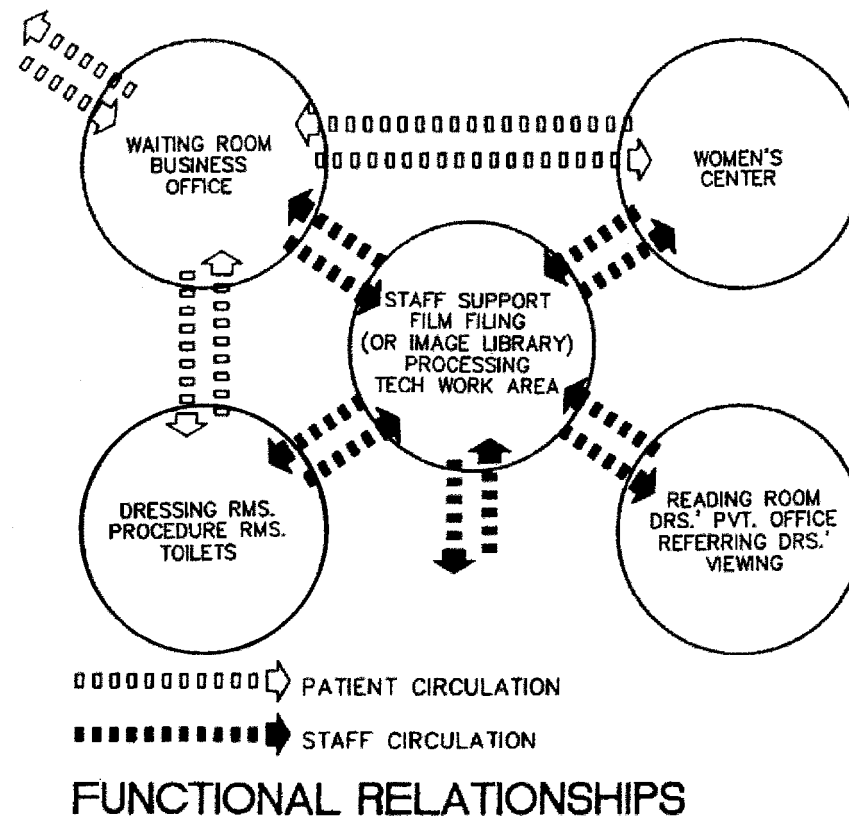 WAITING ROOM
BUSINESS
OFFICE
WOMEN'S
CENTER
STAFF SUPPORT
FILM FILING
(OR IMAGE LIBRARY)
PROCESSING
TECH WORK AREA
DRESSING RMS.
PROCEDURE RMS.
TOILETS
READING ROOM
DRS.' PVT. OFFICE
REFERRING DRS.'
VIEWING
PATIENT CIRCULATION
STAFF CIRCULATION
FUNCTIONAL RELATIONSHIPS